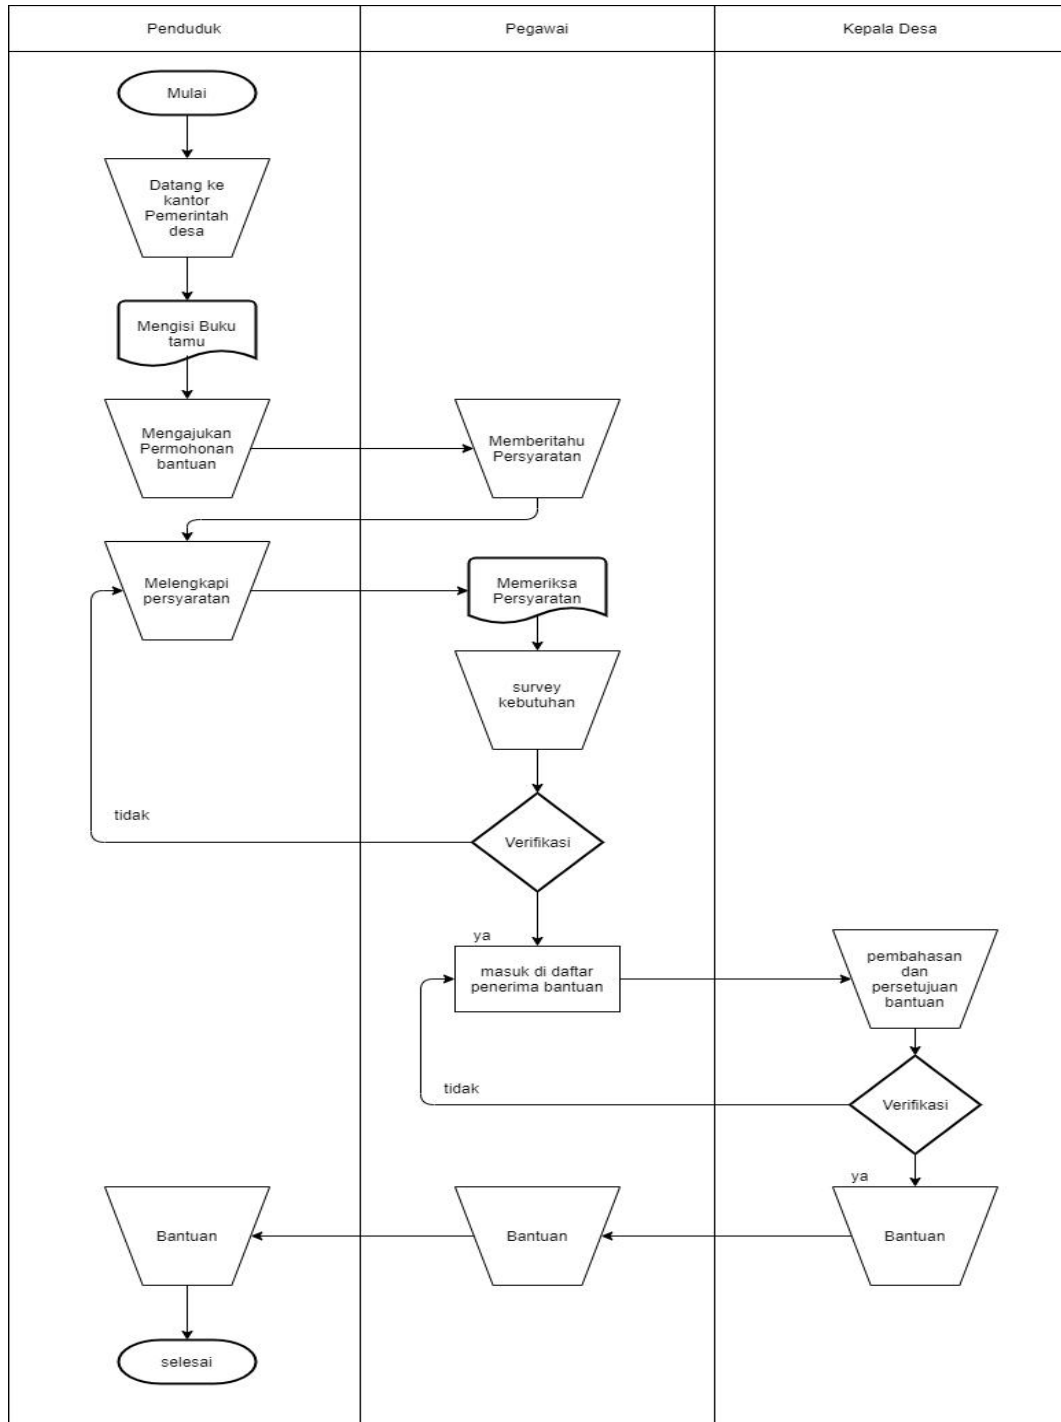 Penduduk
Pegawai
Kepala Desa
Mulai
Datang ke
kantor
Pemerintah
desa
Mengisi Buku
tamu
Mengajukan
Permohonan
bantuan
Memberitahu
Persyaratan
Melengkapi
persyaratan
Memeriksa
Persyaratan
survey
kebutuhan
tidak
Verifikasi
ya
masuk di daftar
penerima bantuan
pembahasan
dan
persetujuan
bantuan
tidak
Verifikasi
ya
Bantuan
Bantuan
Bantuan
selesai